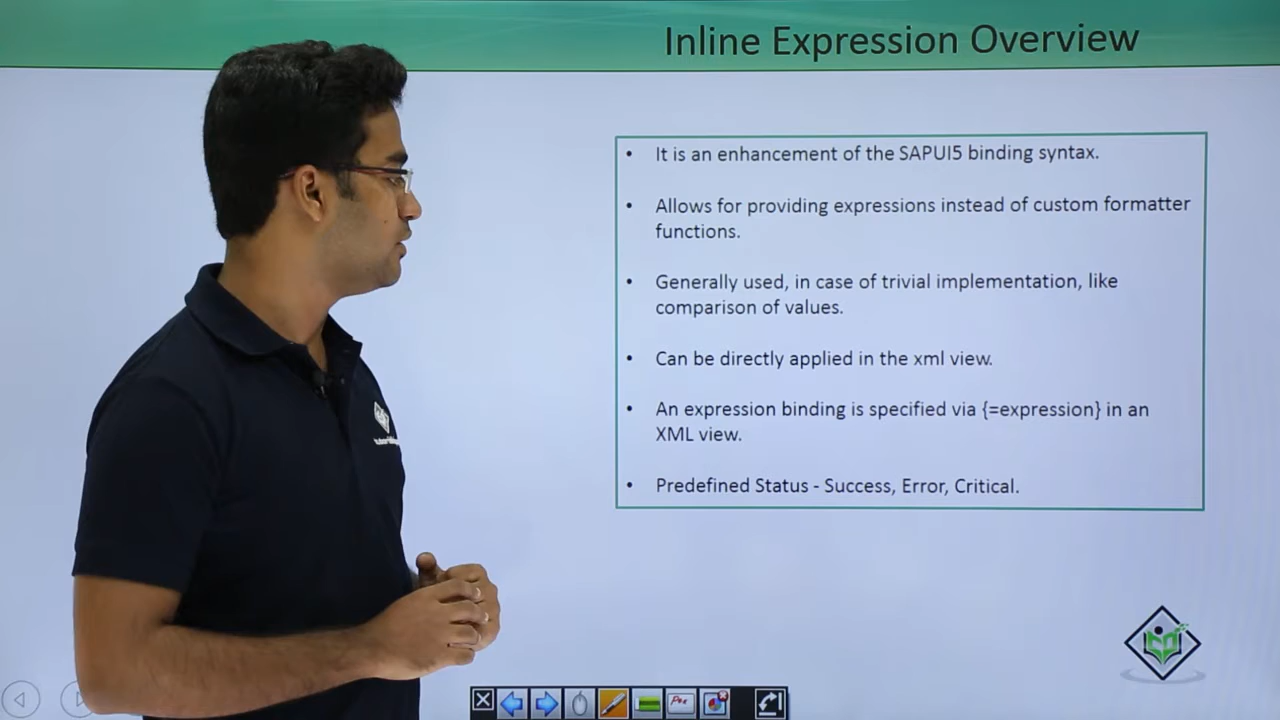 Inline Expression Overview
• It is an enhancement of the SAPUI5 binding syntax.
• Allows for providing expressions instead of custom formatter
functions.
• Generally used, in case of trivial implementation, like
comparison of values.
• Can be directly applied in the xml view.
• An expression binding is specified via {=expression} in an
XML view.
• Predefined Status - Success, Error, Critical.